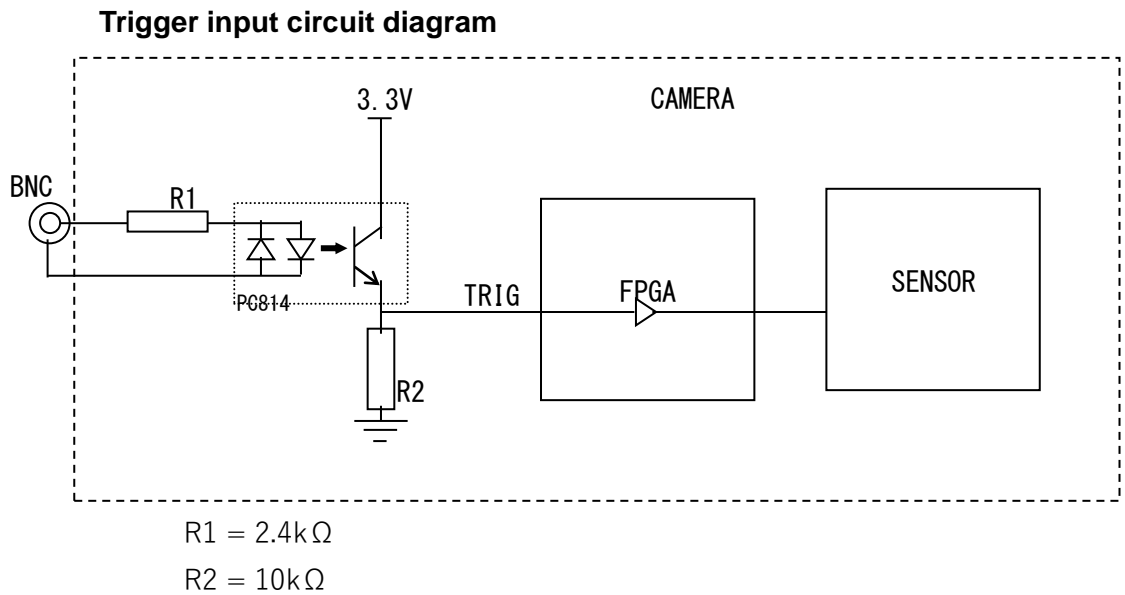 Trigger input circuit diagram
3.3V
CAMERA
BNC
R1
PC814
TRIG
FPGA
SENSOR
R2
R1 = 2.4kΩ
R2 = 10kΩ